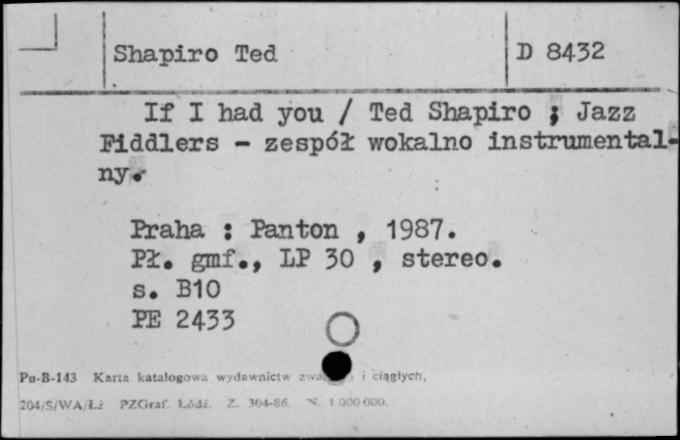 Shapiro Ted
D 8432
If I had you / Ted Shapiro ; Jazz
Fiddlers - zespół wokalno instrumental-
ny.
Praha : Panton , 1987.
Pł. gmf., LP 30 , stereo.
s. B10
PE 2433
Pu-B-143 Karta katalogowa wydawnictw i ciągłych,
204/S/WA/Łź PZGraf. Łódź. Z. 304-86. N. 1 000 000.